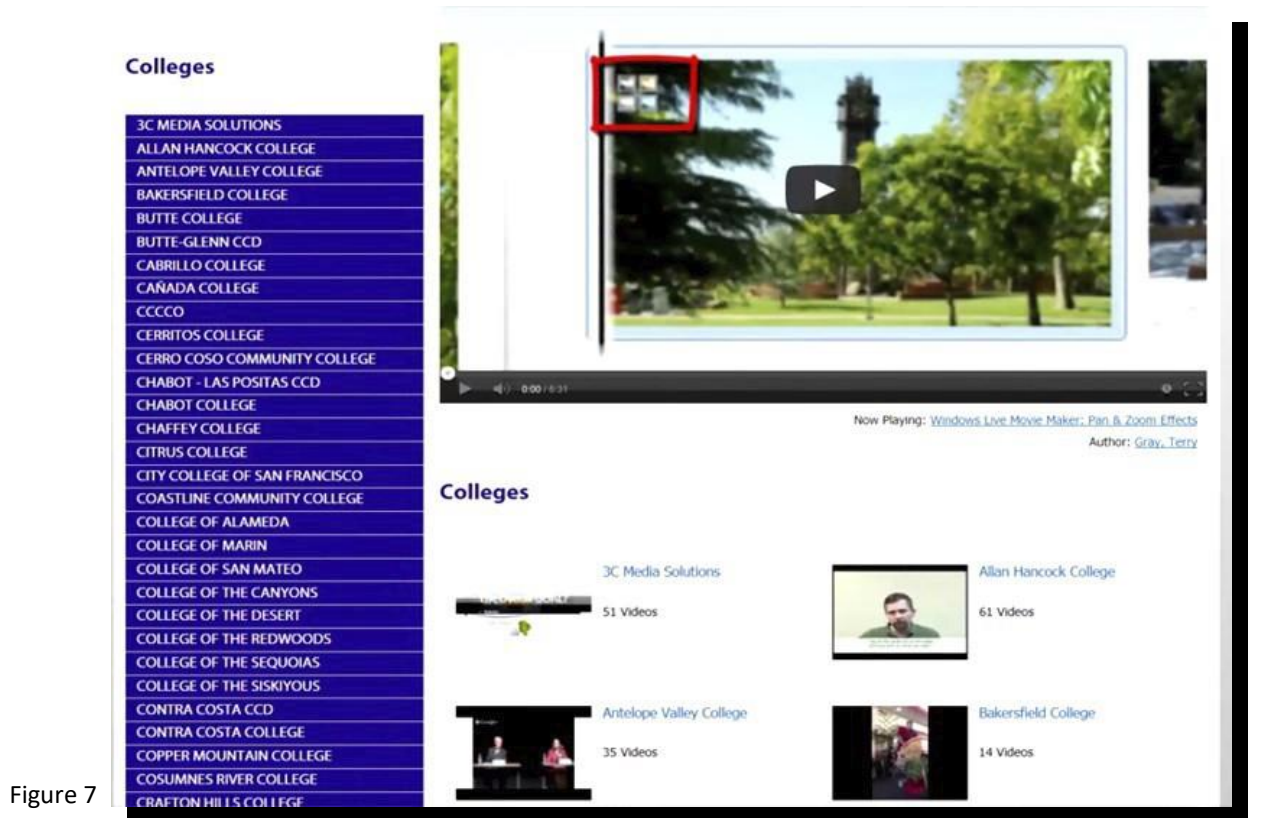 Colleges
3C MEDIA SOLUTIONS
ALLAN HANCOCK COLLEGE
ANTELOPE VALLEY COLLEGE
BAKERSFIELD COLLEGE
BUTTE COLLEGE
BUTTE-GLENN CCD
CABRILLO COLLEGE
CAÑADA COLLEGE
CCCCO
CERRITOS COLLEGE
CERRO COSO COMMUNITY COLLEGE
CHABOT - LAS POSITAS CCD
CHABOT COLLEGE
CHAFFEY COLLEGE
CITRUS COLLEGE
CITY COLLEGE OF SAN FRANCISCO
COASTLINE COMMUNITY COLLEGE
COLLEGE OF ALAMEDA
COLLEGE OF MARIN
COLLEGE OF SAN MATEO
COLLEGE OF THE CANYONS
COLLEGE OF THE DESERT
COLLEGE OF THE REDWOODS
COLLEGE OF THE SEQUOIAS
COLLEGE OF THE SISKIYOUS
CONTRA COSTA CCD
CONTRA COSTA COLLEGE
COPPER MOUNTAIN COLLEGE
COSUMNES RIVER COLLEGE
CRAFTON HILLS COLLEGE
0:00 / 6:31
Now Playing: Windows Live Movie Maker: Pan & Zoom Effects
Author: Gray, Terry
Colleges
3C Media Solutions
51 Videos
Allan Hancock College
61 Videos
Antelope Valley College
35 Videos
Bakersfield College
14 Videos
Figure 7